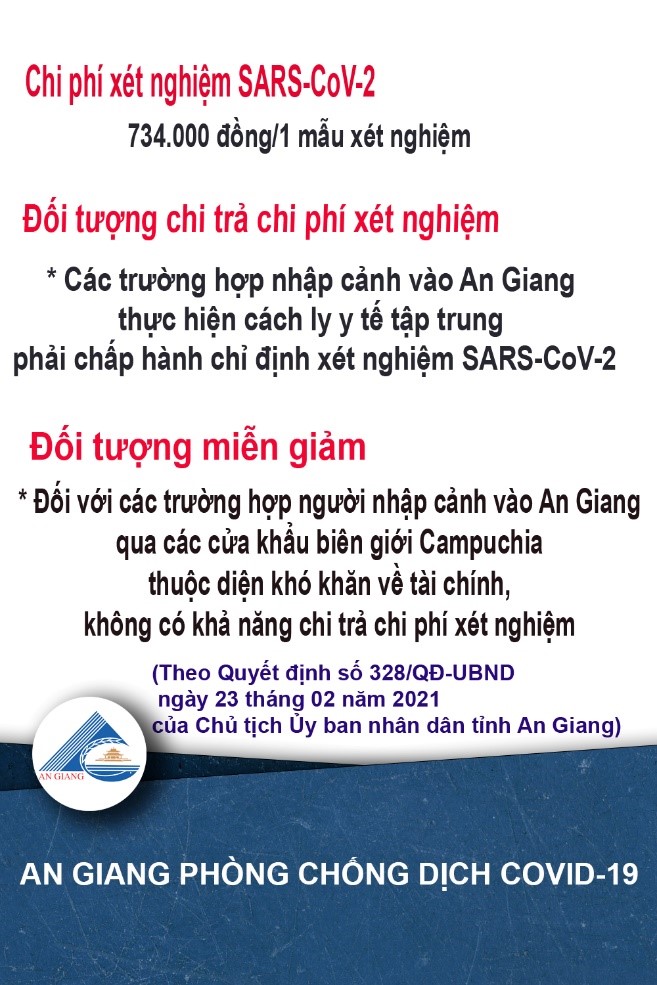 Chi phí xét nghiệm SARS-CoV-2
734.000 đồng/1 mẫu xét nghiệm
Đối tượng chi trả chi phí xét nghiệm
* Các trường hợp nhập cảnh vào An Giang
thực hiện cách ly y tế tập trung
phải chấp hành chỉ định xét nghiệm SARS-CoV-2
Đối tượng miễn giảm
* Đối với các trường hợp người nhập cảnh vào An Giang
qua các cửa khẩu biên giới Campuchia
thuộc diện khó khăn về tài chính,
không có khả năng chi trả chi phí xét nghiệm
(Theo Quyết định số 328/QĐ-UBND
ngày 23 tháng 02 năm 2021
của Chủ tịch Ủy ban nhân dân tỉnh An Giang)
AN GIANG
AN GIANG PHÒNG CHỐNG DỊCH COVID-19